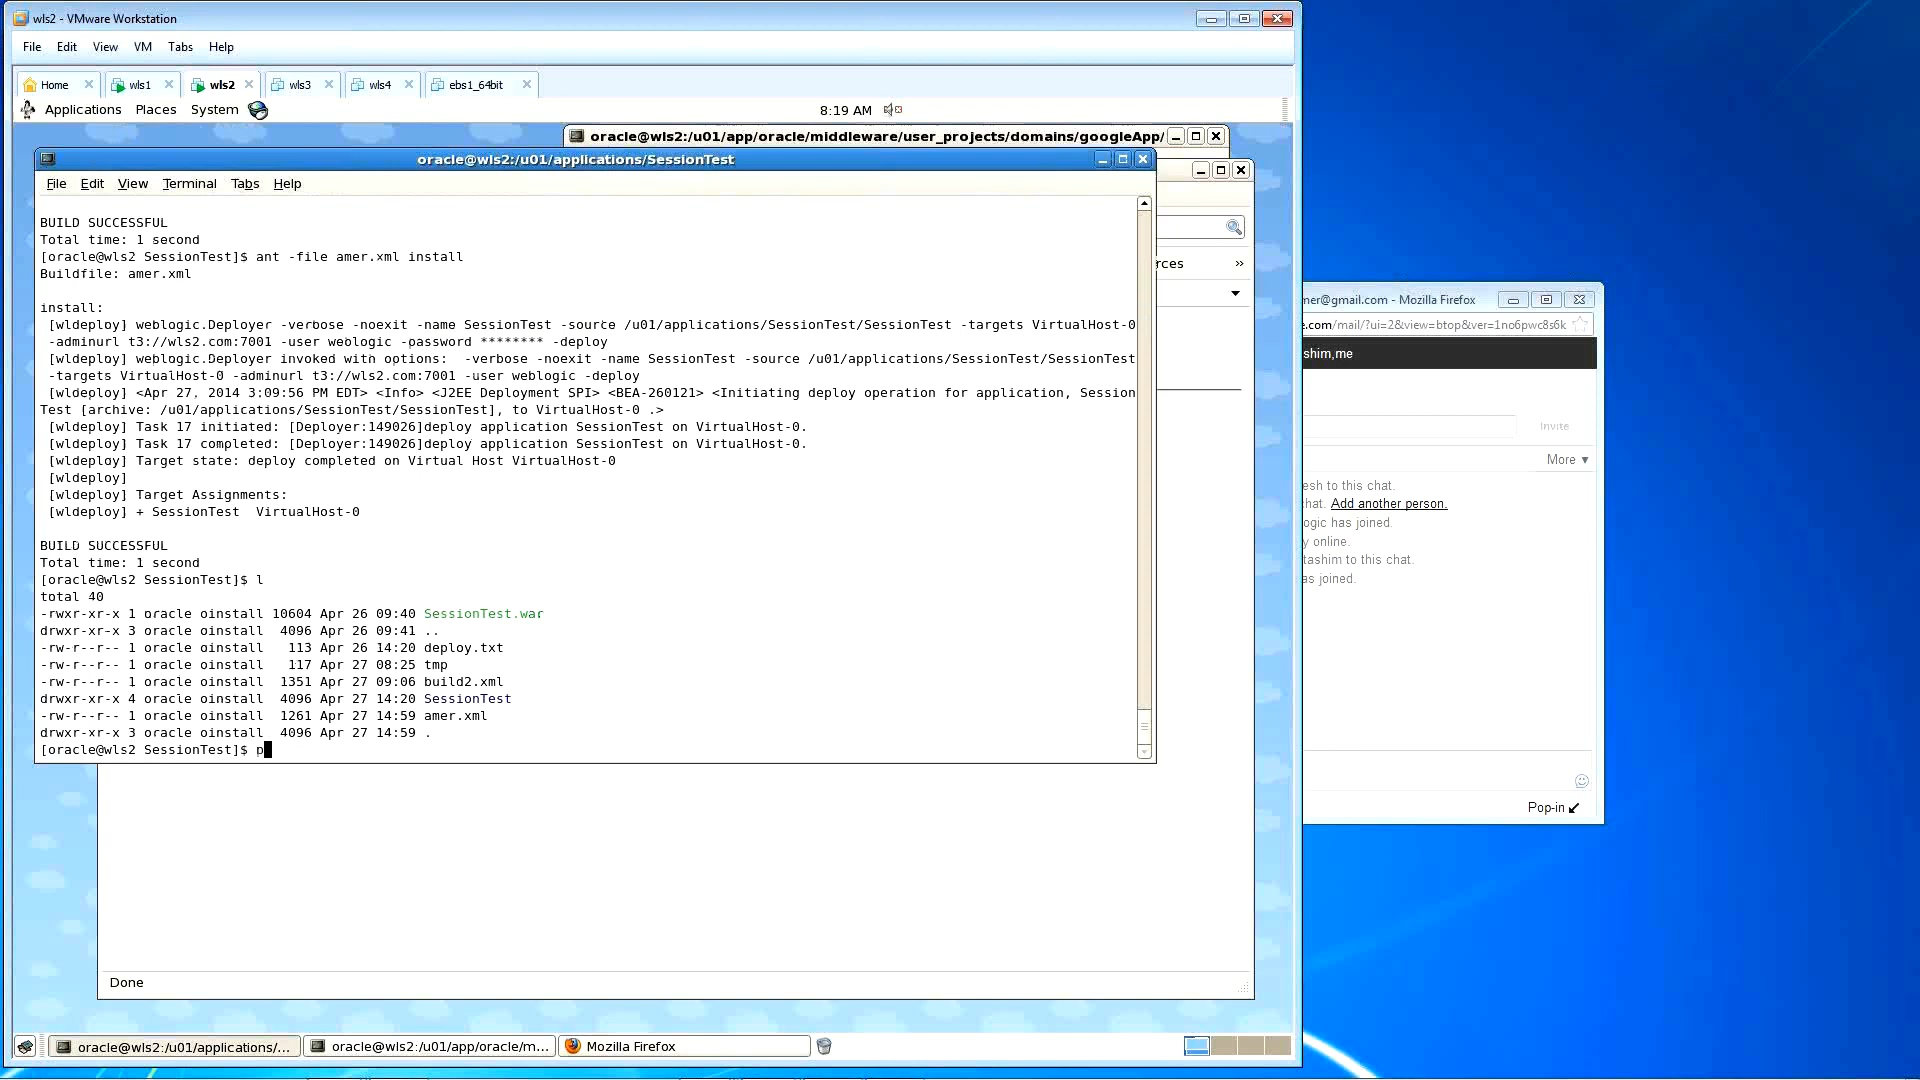 wls2 - VMware Workstation
File Edit View VM Tabs Help
Home wls1 wls2 wls3 wls4 ebs1_64bit
Applications Places System 8:19 AM
oracle@wls2:/u01/app/oracle/middleware/user_projects/domains/googleApp/
oracle@wls2:/u01/applications/SessionTest
File Edit View Terminal Tabs Help
BUILD SUCCESSFUL
Total time: 1 second
[oracle@wls2 SessionTest]$ ant -file amer.xml install
Buildfile: amer.xml
install:
[wldeploy] weblogic.Deployer -verbose -noexit -name SessionTest -source /u01/applications/SessionTest/SessionTest -targets VirtualHost-0
-adminurl t3://wls2.com:7001 -user weblogic -password ******** -deploy
[wldeploy] weblogic.Deployer invoked with options:  -verbose -noexit -name SessionTest -source /u01/applications/SessionTest/SessionTest
-targets VirtualHost-0 -adminurl t3://wls2.com:7001 -user weblogic -deploy
[wldeploy] <Apr 27, 2014 3:09:56 PM EDT> <Info> <J2EE Deployment SPI> <BEA-260121> <Initiating deploy operation for application, Session
Test [archive: /u01/applications/SessionTest/SessionTest], to VirtualHost-0 .>
[wldeploy] Task 17 initiated: [Deployer:149026]deploy application SessionTest on VirtualHost-0.
[wldeploy] Task 17 completed: [Deployer:149026]deploy application SessionTest on VirtualHost-0.
[wldeploy] Target state: deploy completed on Virtual Host VirtualHost-0
[wldeploy]
[wldeploy] Target Assignments:
[wldeploy] + SessionTest  VirtualHost-0
BUILD SUCCESSFUL
Total time: 1 second
[oracle@wls2 SessionTest]$ l
total 40
-rwxr-xr-x 1 oracle oinstall 10604 Apr 26 09:40 SessionTest.war
drwxr-xr-x 3 oracle oinstall  4096 Apr 26 09:41 ..
-rw-r--r-- 1 oracle oinstall   113 Apr 26 14:20 deploy.txt
-rw-r--r-- 1 oracle oinstall   117 Apr 27 08:25 tmp
-rw-r--r-- 1 oracle oinstall  1351 Apr 27 09:06 build2.xml
drwxr-xr-x 4 oracle oinstall  4096 Apr 27 14:20 SessionTest
-rw-r--r-- 1 oracle oinstall  1261 Apr 27 14:59 amer.xml
drwxr-xr-x 3 oracle oinstall  4096 Apr 27 14:59 .
[oracle@wls2 SessionTest]$ p
rces »
Done
oracle@wls2:/u01/applications/... oracle@wls2:/u01/app/oracle/m... Mozilla Firefox
mer@gmail.com - Mozilla Firefox
e.com/mail/?ui=2&view=btop&ver=1no6pwc8s6k
shim,me
Invite
More ▼
esh to this chat.
hat. Add another person.
ogic has joined.
y online.
tashim to this chat.
as joined.
Pop-in